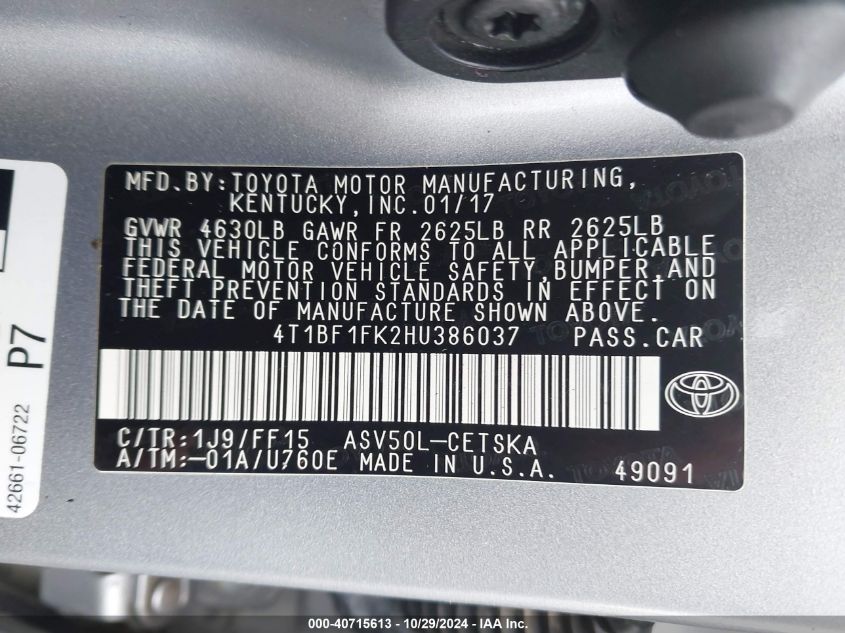 MFD.BY:TOYOTA MOTOR MANUFACTURING,
KENTUCKY,INC.01/17
GVWR 4630LB GAWR FR 2625LB RR 2625LB
THIS VEHICLE CONFORMS TO ALL APPLICABLE
FEDERAL MOTOR VEHICLE SAFETY,BUMPER,AND
THEFT PREVENTION STANDARDS IN EFFECT ON
THE DATE OF MANUFACTURE SHOWN ABOVE.
4T1BF1FK2HU386037 PASS.CAR
C/TR:1J9/FF15 ASV50L-CETSKA
A/TM:-01A/U760E MADE IN U.S.A. 49091
P7
42661-06722
000-40715613 - 10/29/2024 - IAA Inc.